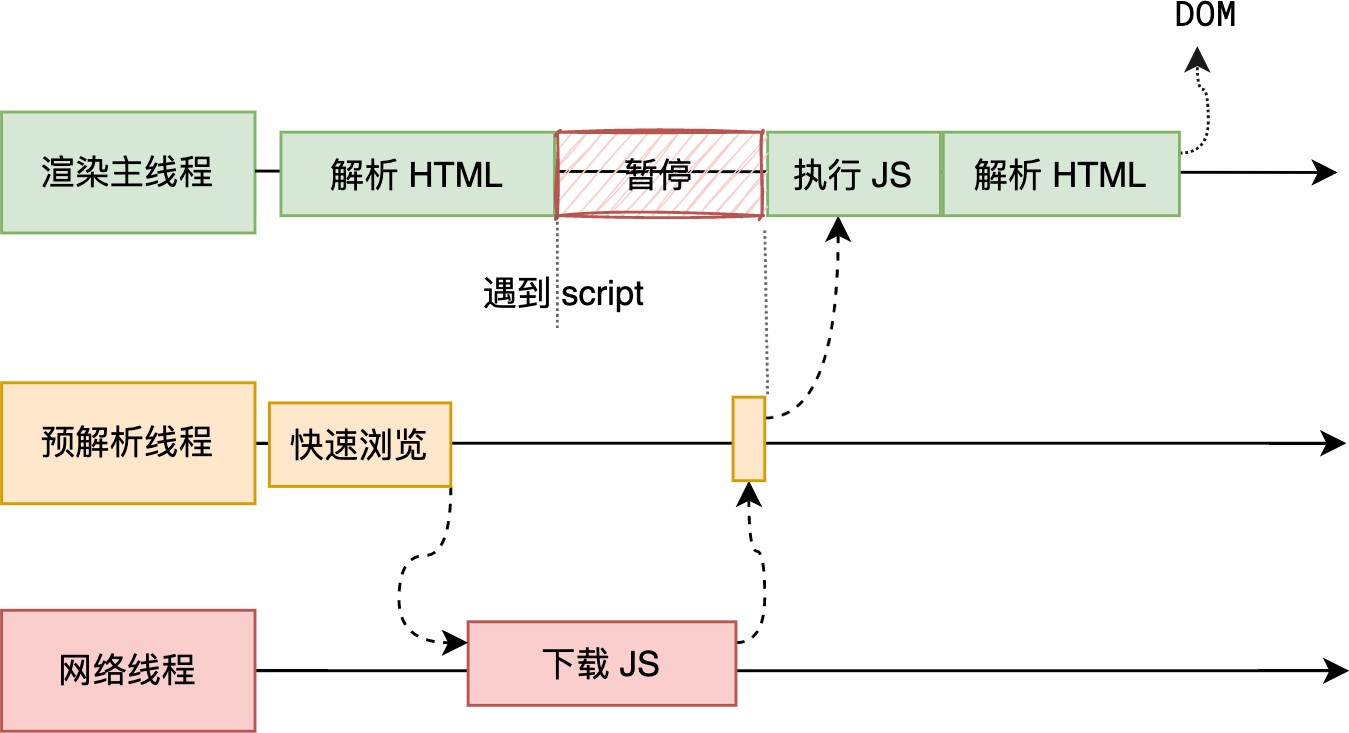 DOM
渲染主线程
解析 HTML
暂停
执行 JS
解析 HTML
遇到 script
预解析线程
快速浏览
网络线程
下载 JS